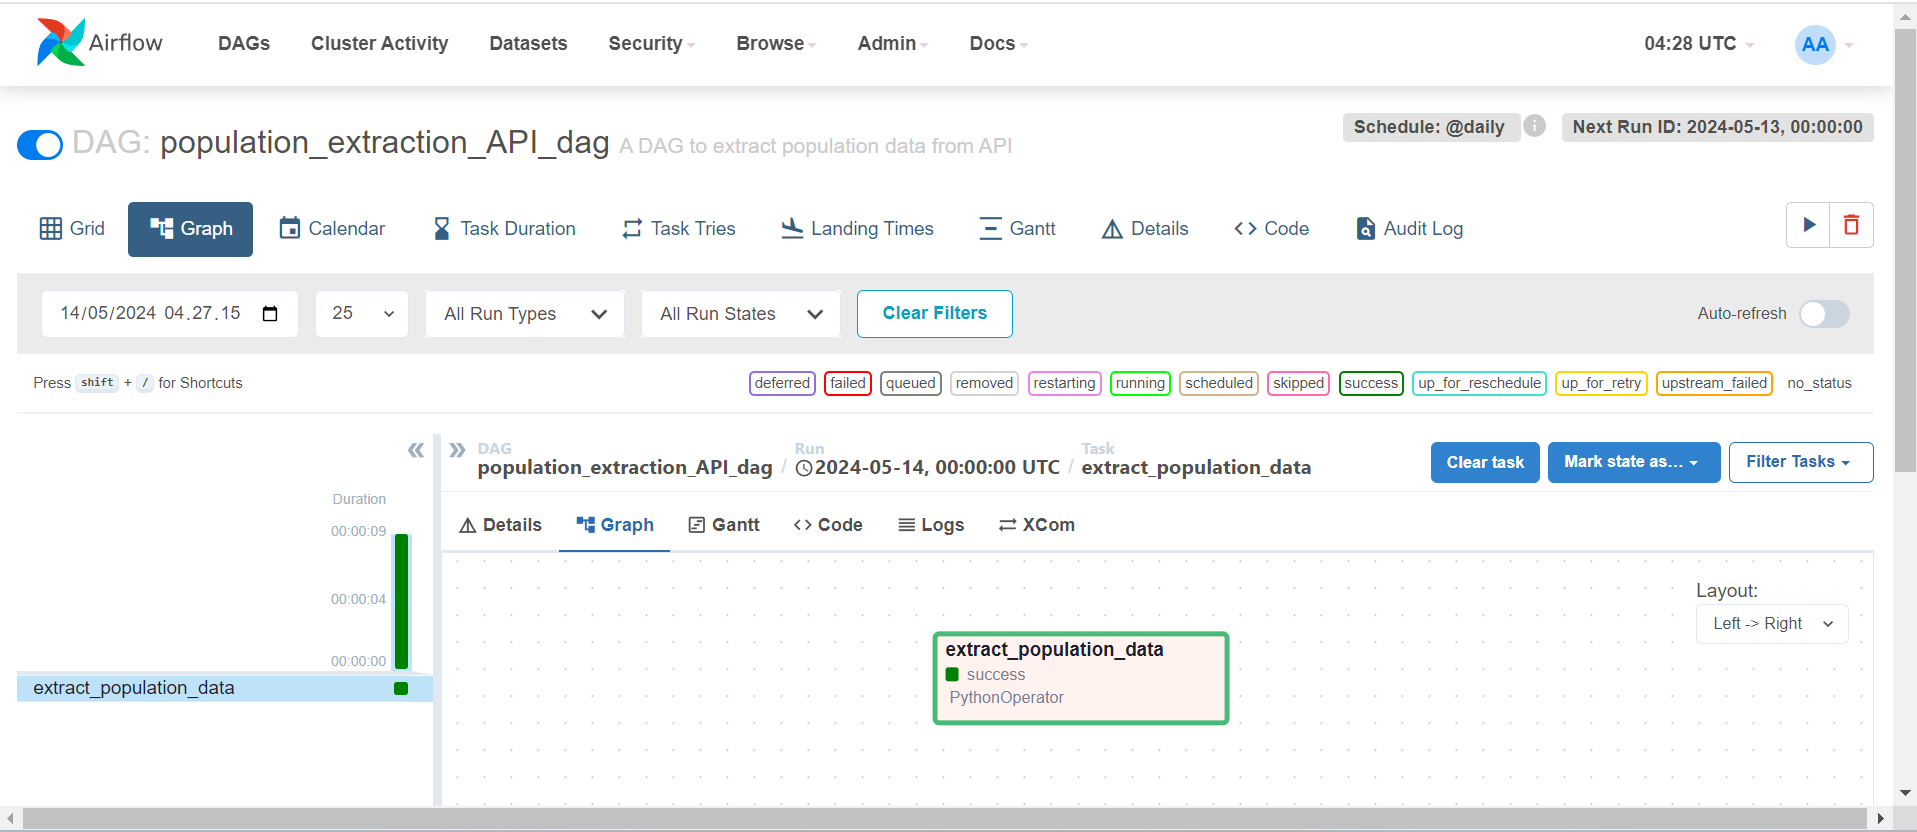 Airflow
DAGs Cluster Activity Datasets Security Browse Admin Docs 04:28 UTC AA
DAG: population_extraction_API_dag A DAG to extract population data from API
Schedule: @daily i Next Run ID: 2024-05-13, 00:00:00
Grid Graph Calendar Task Duration Task Tries Landing Times Gantt Details Code Audit Log
14/05/2024 04.27.15 25 All Run Types All Run States Clear Filters Auto-refresh
Press shift + / for Shortcuts
deferred failed queued removed restarting running scheduled skipped success up_for_reschedule up_for_retry upstream_failed no_status
DAG Run Task
population_extraction_API_dag / 2024-05-14, 00:00:00 UTC / extract_population_data
Clear task Mark state as... Filter Tasks
Duration
00:00:09
00:00:04
00:00:00
extract_population_data
Details Graph Gantt Code Logs XCom
Layout:
Left -> Right
extract_population_data
success
PythonOperator